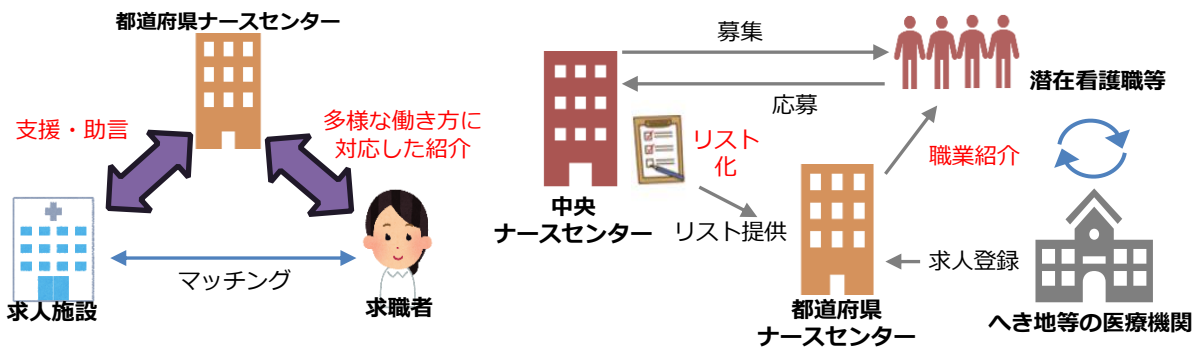 都道府県ナースセンター
支援・助言
多様な働き方に
対応した紹介
マッチング
求人施設
求職者
募集
応募
潜在看護職等
リスト
化
職業紹介
中央
ナースセンター
リスト提供
求人登録
都道府県
ナースセンター
へき地等の医療機関